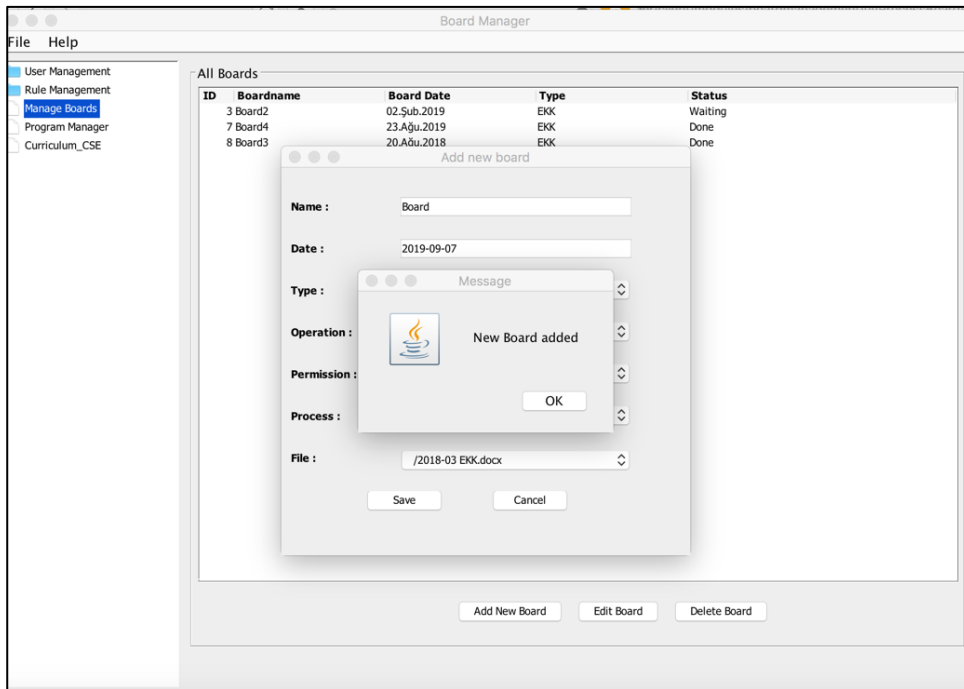 Board Manager
File Help
User Management
Rule Management
Manage Boards
Program Manager
Curriculum_CSE
All Boards
ID Boardname Board Date Type Status
3 Board2 02.Şub.2019 EKK Waiting
7 Board4 23.Ağu.2019 EKK Done
8 Board3 20.Ağu.2018 EKK Done
Add new board
Name : Board
Date : 2019-09-07
Type :
Operation :
Permission :
Process :
File : /2018-03 EKK.docx
Save Cancel
Message
New Board added
OK
Add New Board Edit Board Delete Board